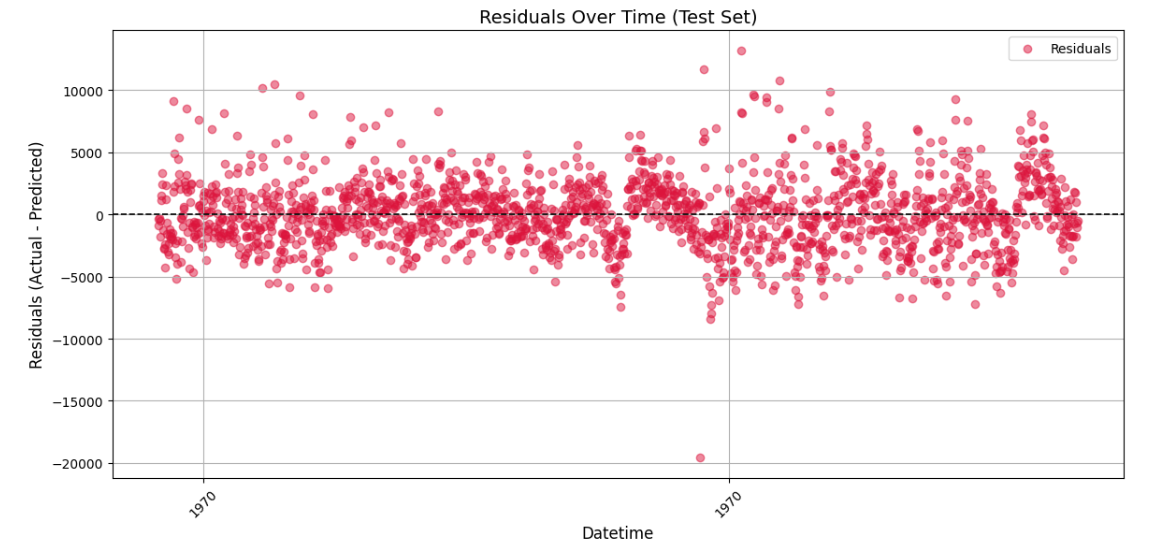 Residuals Over Time (Test Set)
Residuals
Residuals (Actual - Predicted)
10000
5000
0
−5000
−10000
−15000
−20000
1970
1970
Datetime